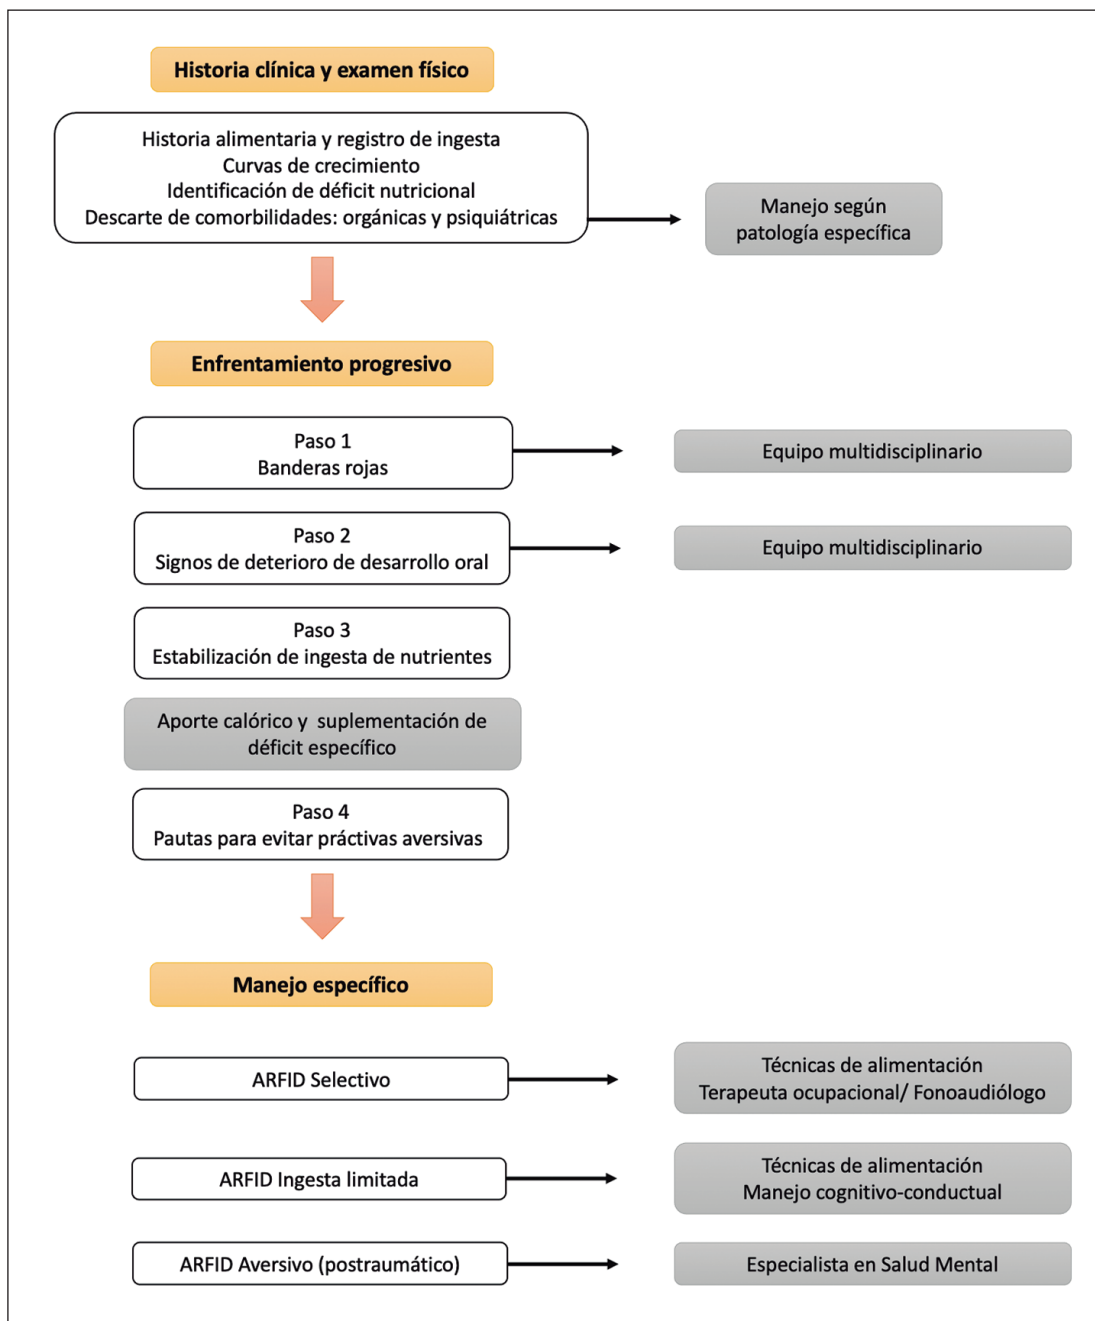 Historia clínica y examen físico
Historia alimentaria y registro de ingesta
Curvas de crecimiento
Identificación de déficit nutricional
Descarte de comorbilidades: orgánicas y psiquiátricas
Manejo según
patología específica
Enfrentamiento progresivo
Paso 1
Banderas rojas
Equipo multidisciplinario
Paso 2
Signos de deterioro de desarrollo oral
Equipo multidisciplinario
Paso 3
Estabilización de ingesta de nutrientes
Aporte calórico y suplementación de
déficit específico
Paso 4
Pautas para evitar práctivas aversivas
Manejo específico
ARFID Selectivo
Técnicas de alimentación
Terapeuta ocupacional/ Fonoaudiólogo
ARFID Ingesta limitada
Técnicas de alimentación
Manejo cognitivo-conductual
ARFID Aversivo (postraumático)
Especialista en Salud Mental